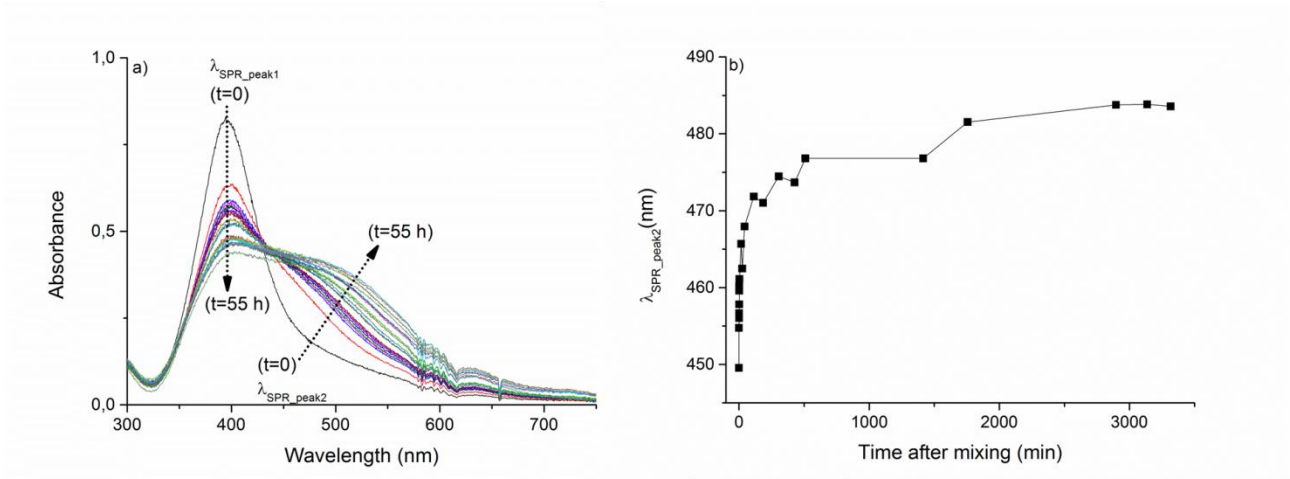 a)
λSPR_peak1
(t=0)
1,0
0,5
0,0
Absorbance
(t=55 h)
(t=55 h)
(t=0)
λSPR_peak2
300
400
500
600
700
Wavelength (nm)
b)
490
480
470
460
450
λSPR_peak2(nm)
0
1000
2000
3000
Time after mixing (min)